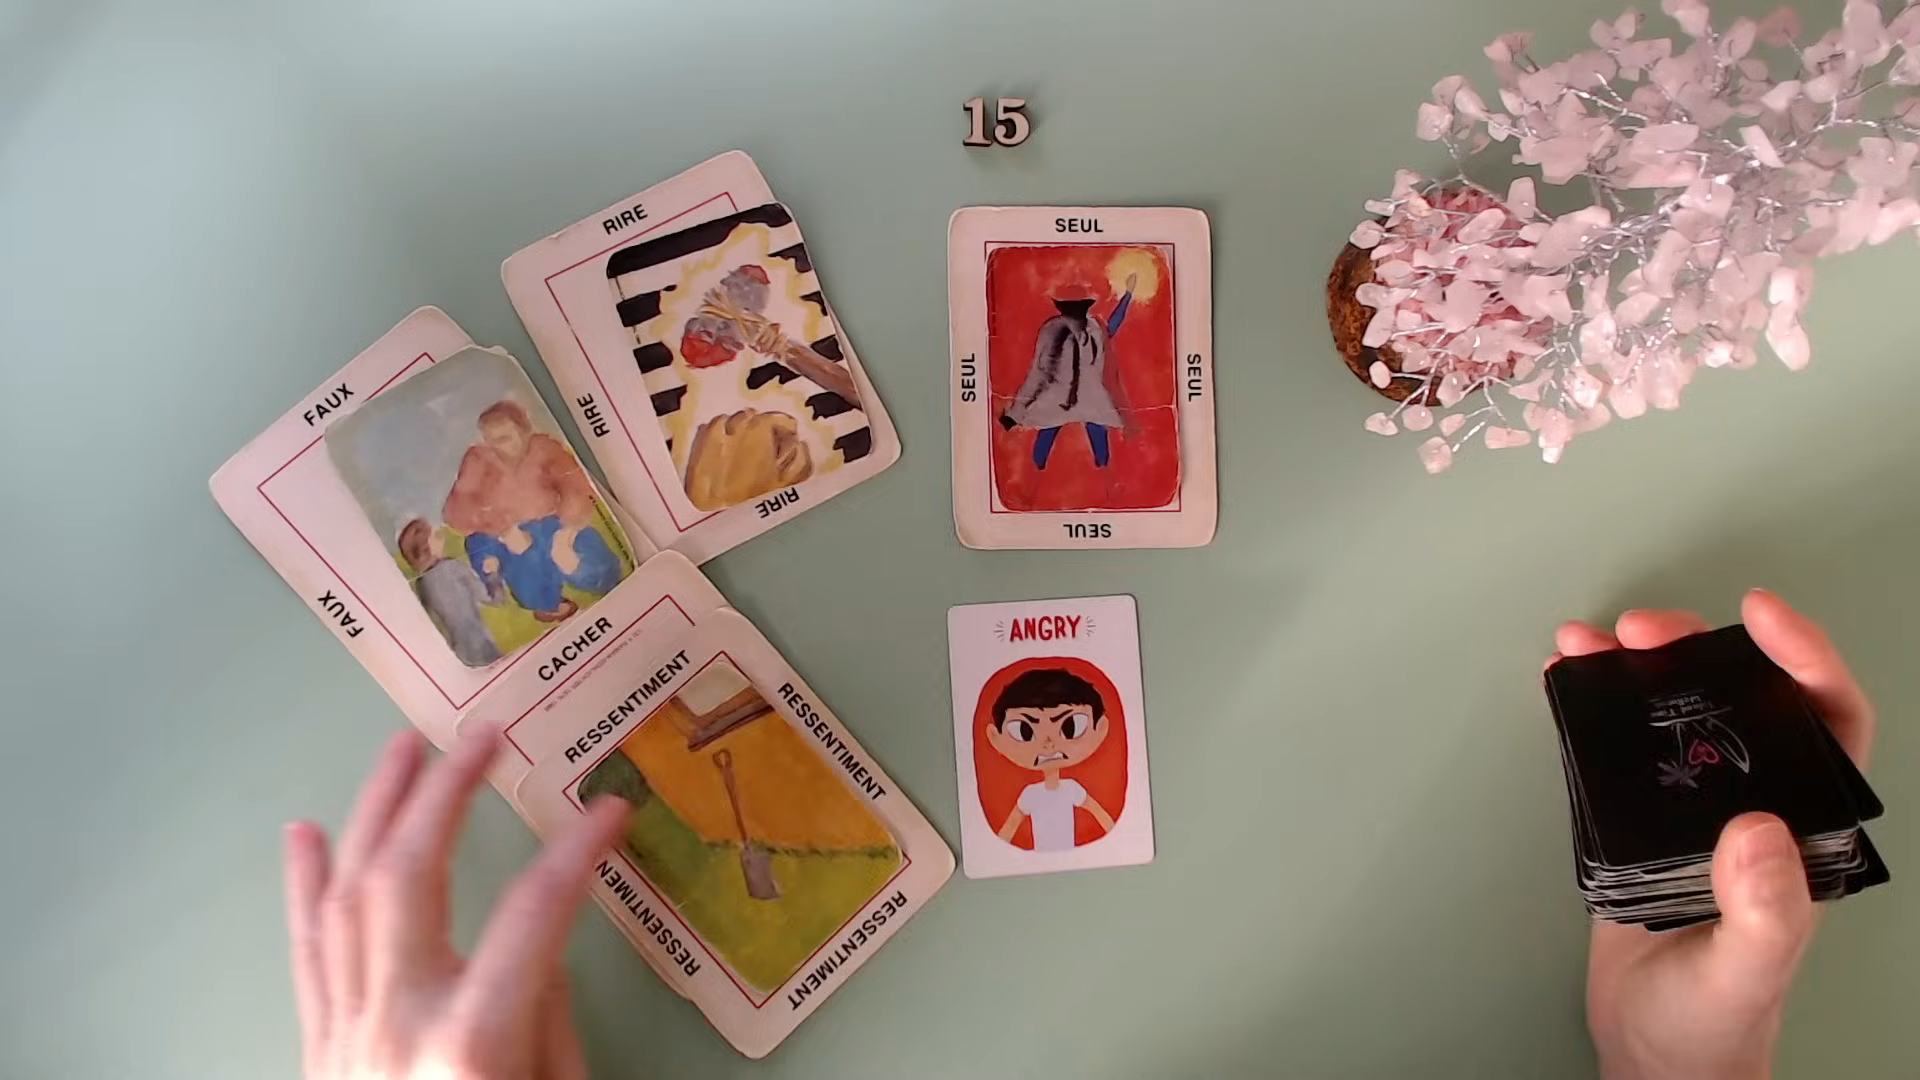 15
RIRE
RIRE
RIRE
SEUL
SEUL
SEUL
SEUL
FAUX
FAUX
CACHER
RESSENTIMENT
RESSENTIMENT
RESSENTIMEN
RESSENTIMENT
ANGRY